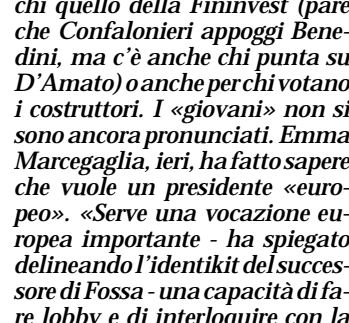 chi quello della Fininvest (pare
che Confalonieri appoggi Bene-
dini, ma c'è anche chi punta su
D'Amato) o anche per chi votano
i costruttori. I «giovani» non si
sono ancora pronunciati. Emma
Marcegaglia, ieri, ha fatto sapere
che vuole un presidente «euro-
peo». «Serve una vocazione eu-
ropea importante - ha spiegato
delineando l'identikit del succes-
sore di Fossa - una capacità di fa-
re lobby e di interloquire con la